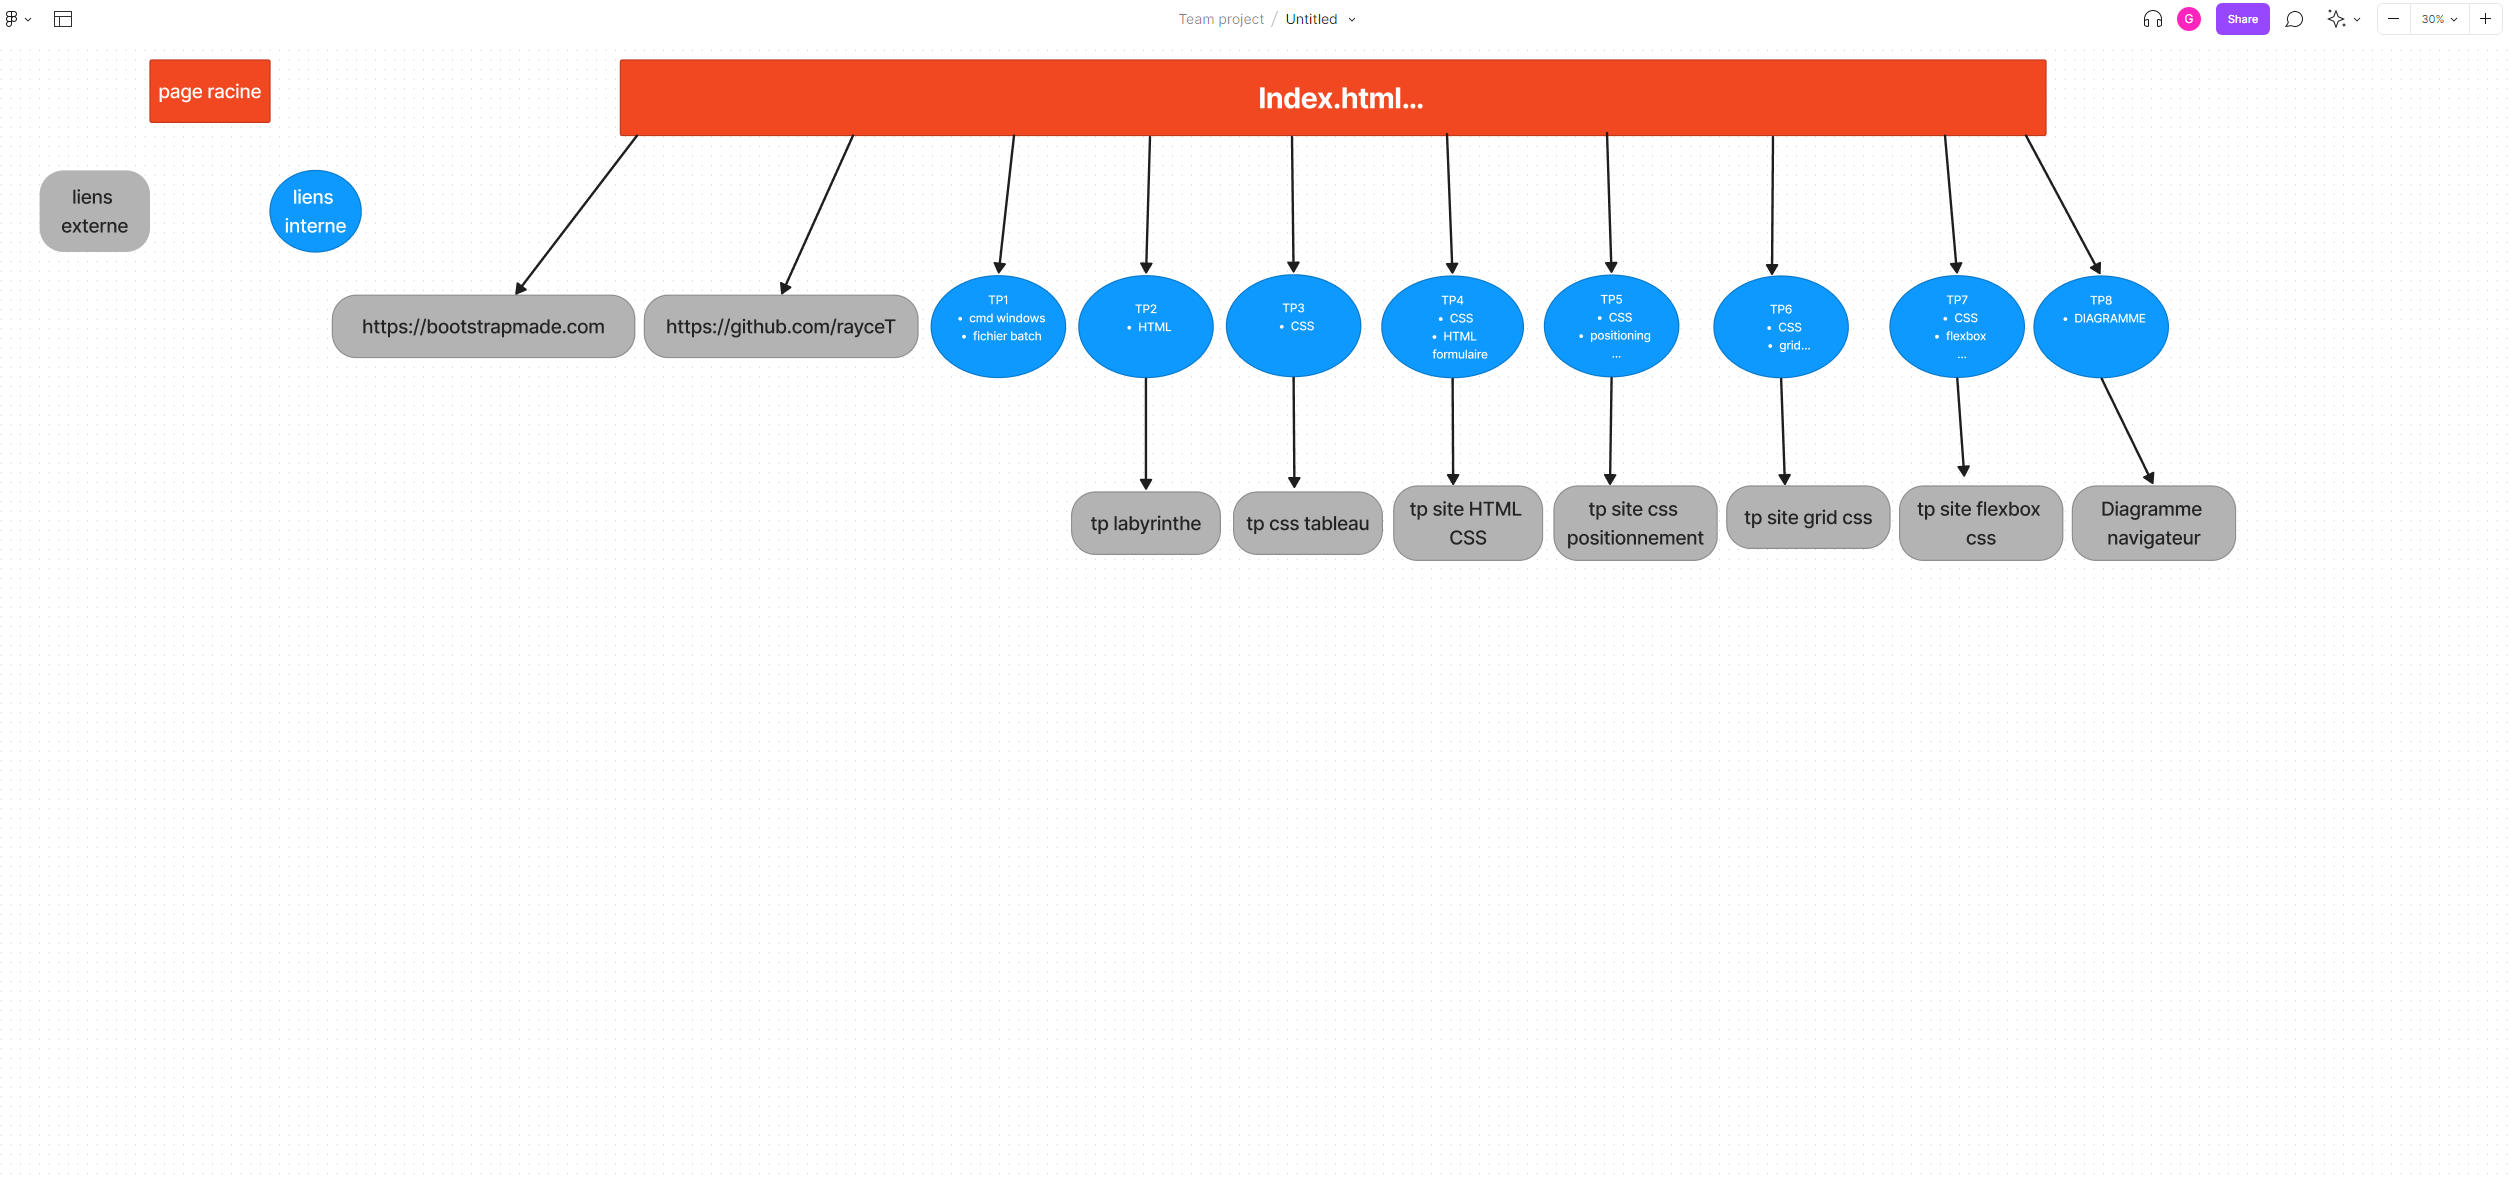 Team project / Untitled
G
Share
30%
page racine
Index.html...
liens
externe
liens
interne
https://bootstrapmade.com
https://github.com/rayceT
TP1
• cmd windows
• fichier batch
TP2
• HTML
TP3
• CSS
TP4
• CSS
• HTML
formulaire
TP5
• CSS
• positioning
...
TP6
• CSS
• grid...
TP7
• CSS
• flexbox
...
TP8
• DIAGRAMME
tp labyrinthe
tp css tableau
tp site HTML
CSS
tp site css
positionnement
tp site grid css
tp site flexbox
css
Diagramme
navigateur